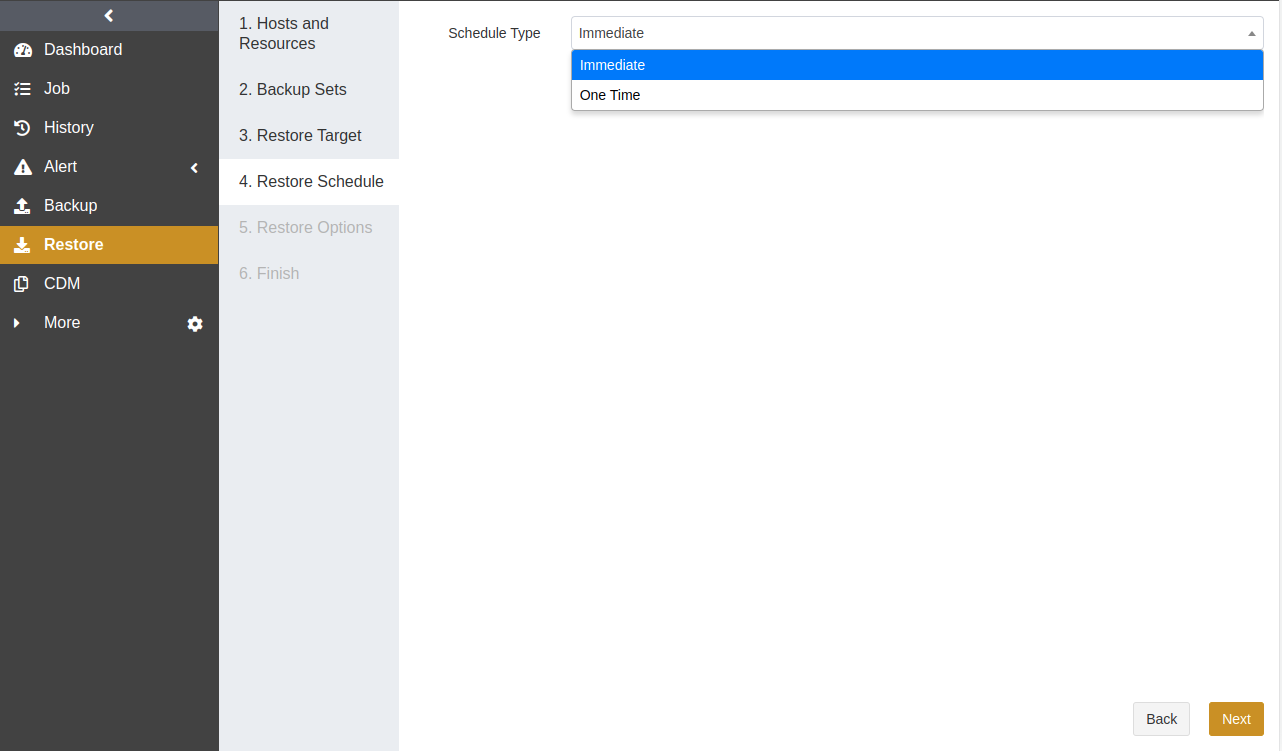 Dashboard
Job
History
Alert
Backup
Restore
CDM
More
1. Hosts and
Resources
2. Backup Sets
3. Restore Target
4. Restore Schedule
5. Restore Options
6. Finish
Schedule Type
Immediate
Immediate
One Time
Back
Next